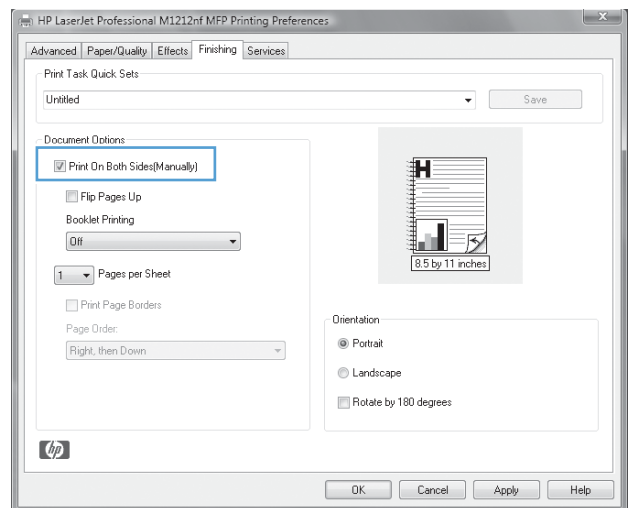 HP LaserJet Professional M1212nf MFP Printing Preferences
Advanced Paper/Quality Effects Finishing Services
Print Task Quick Sets
Untitled
Save
Document Options
Print On Both Sides(Manually)
Flip Pages Up
Booklet Printing
Off
1 Pages per Sheet
Print Page Borders
Page Order:
Right, then Down
H
8.5 by 11 inches
Orientation
Portrait
Landscape
Rotate by 180 degrees
hp
OK Cancel Apply Help